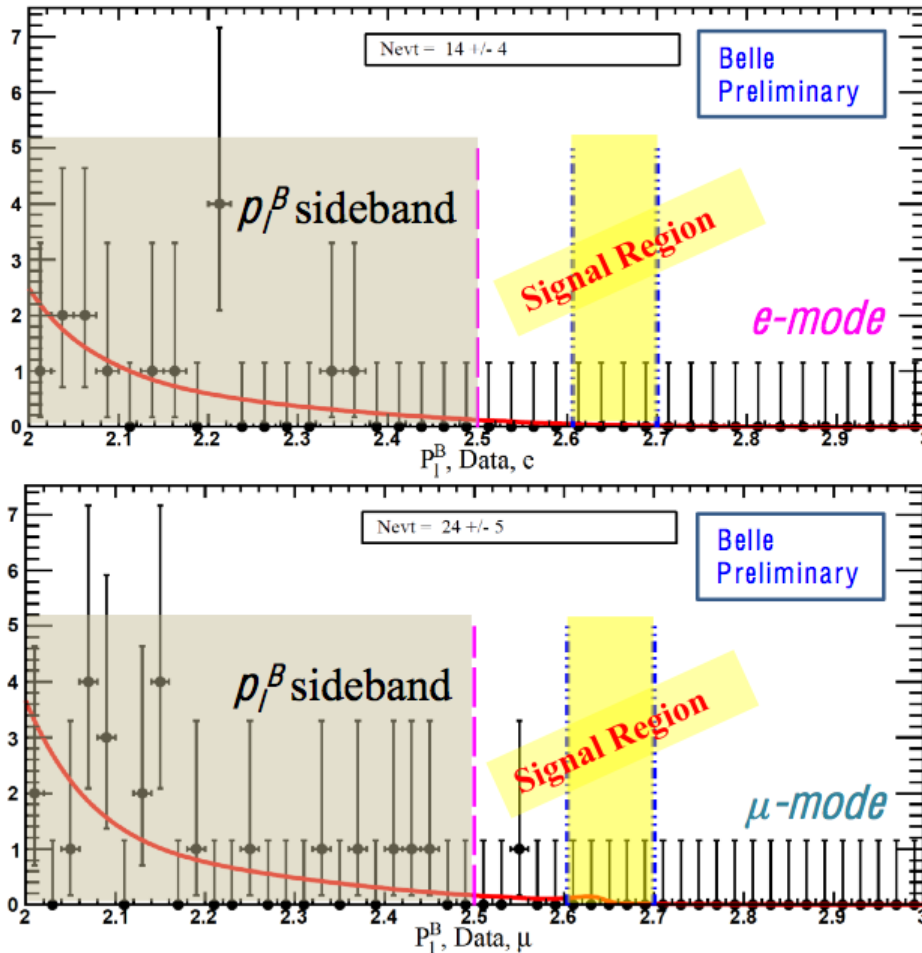 7
6
5
4
3
2
1
0
Nevt = 14 +/- 4
Belle
Preliminary
p_l^B sideband
Signal Region
e-mode
2 2.1 2.2 2.3 2.4 2.5 2.6 2.7 2.8 2.9 3
P_l^B, Data, e
7
6
5
4
3
2
1
0
Nevt = 24 +/- 5
Belle
Preliminary
p_l^B sideband
Signal Region
μ-mode
2 2.1 2.2 2.3 2.4 2.5 2.6 2.7 2.8 2.9 3
P_l^B, Data, μ